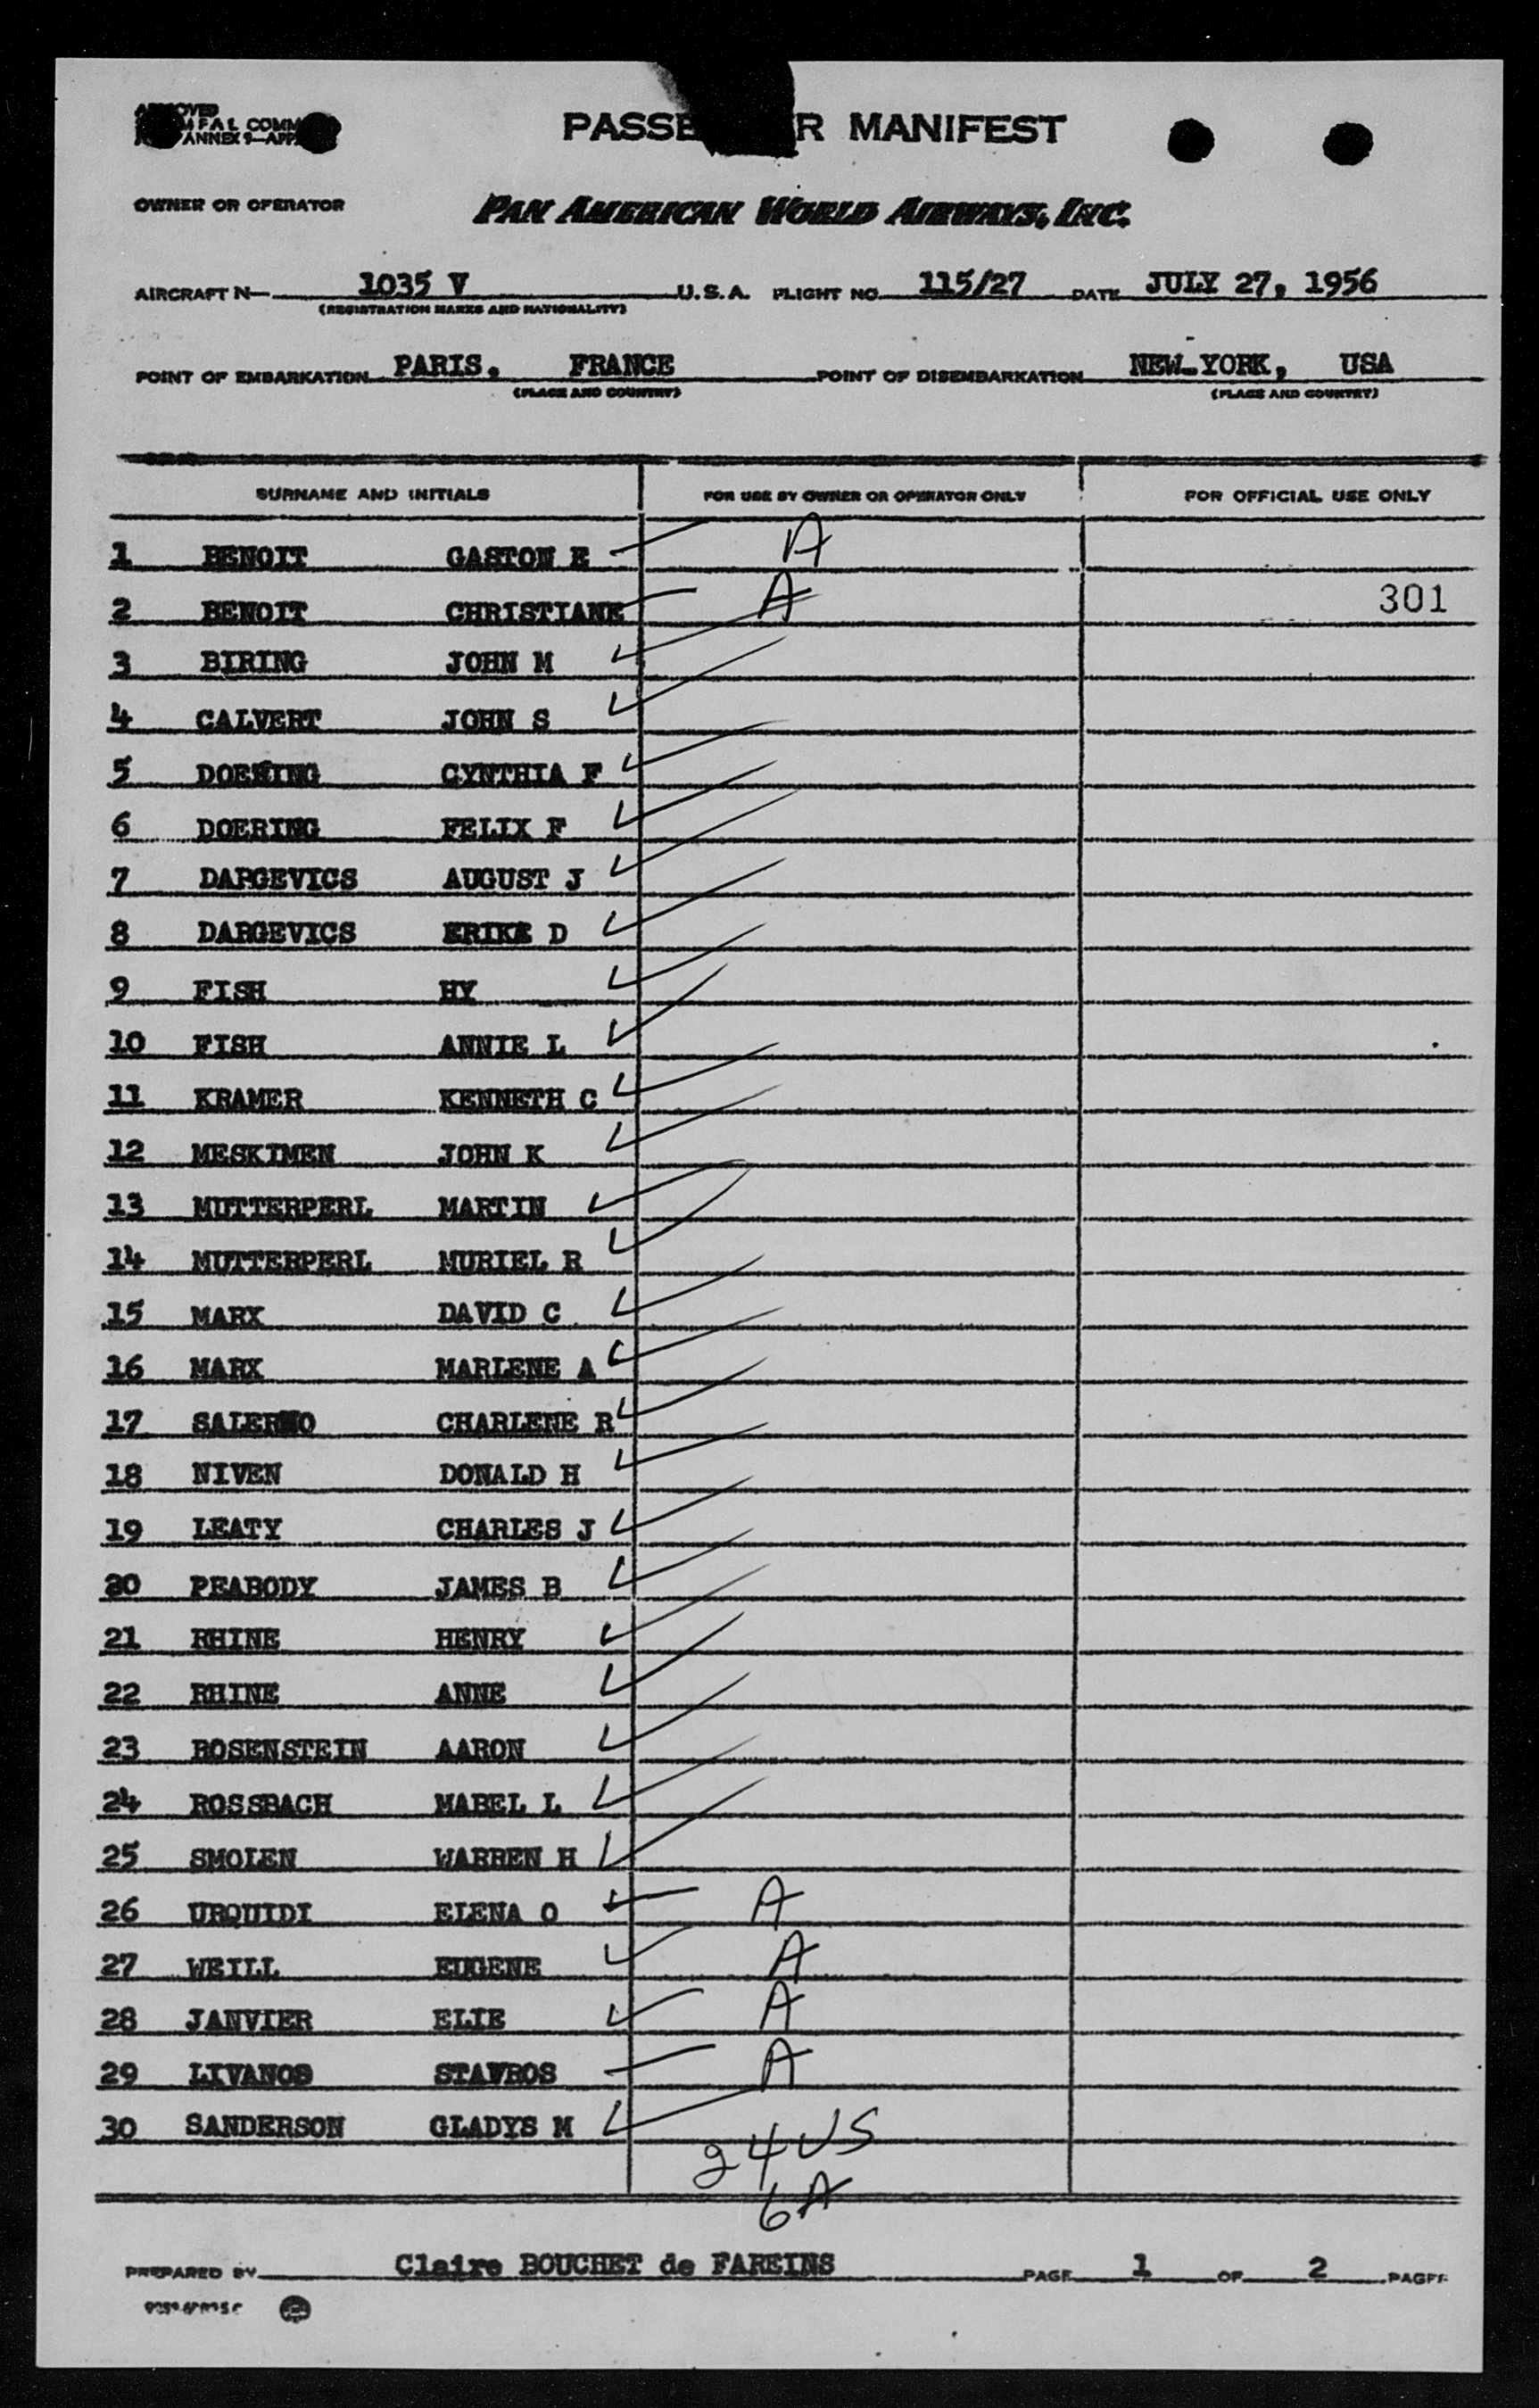 APPROVED
FAL COMM
ANNEX 9—APP
PASSE R MANIFEST
OWNER OR OPERATOR PAN AMERICAN WORLD AIRWAYS, INC.
AIRCRAFT N— 1035 V U.S.A. FLIGHT NO. 115/27 DATE JULY 27, 1956
(REGISTRATION MARKS AND NATIONALITY)
POINT OF EMBARKATION PARIS, FRANCE POINT OF DISEMBARKATION NEW-YORK, USA
(PLACE AND COUNTRY) (PLACE AND COUNTRY)
SURNAME AND INITIALS FOR USE BY OWNER OR OPERATOR ONLY FOR OFFICIAL USE ONLY
1 BENOIT GASTON E A
2 BENOIT CHRISTIANE A 301
3 BIRING JOHN M
4 CALVERT JOHN S
5 DOERING CYNTHIA F
6 DOERING FELIX F
7 DARGEVICS AUGUST J
8 DARGEVICS ERIKA D
9 FISH HY
10 FISH ANNIE L
11 KRAMER KENNETH C
12 MESKIMEN JOHN K
13 MUTTERPERL MARTIN
14 MUTTERPERL MURIEL R
15 MARX DAVID C
16 MARX MARLENE A
17 SALERNO CHARLENE R
18 NIVEN DONALD H
19 LEATY CHARLES J
20 PEABODY JAMES B
21 RHINE HENRY
22 RHINE ANNE
23 ROSENSTEIN AARON
24 ROSSBACH MABEL L
25 SMOLEN WARREN H
26 URQUIDI ELENA O A
27 WEILL EUGENE A
28 JANVIER ELIE A
29 LIVANOS STAVROS A
30 SANDERSON GLADYS M
24 US
6 A
PREPARED BY Claire BOUCHET de FAREINS PAGE 1 OF 2 PAGES